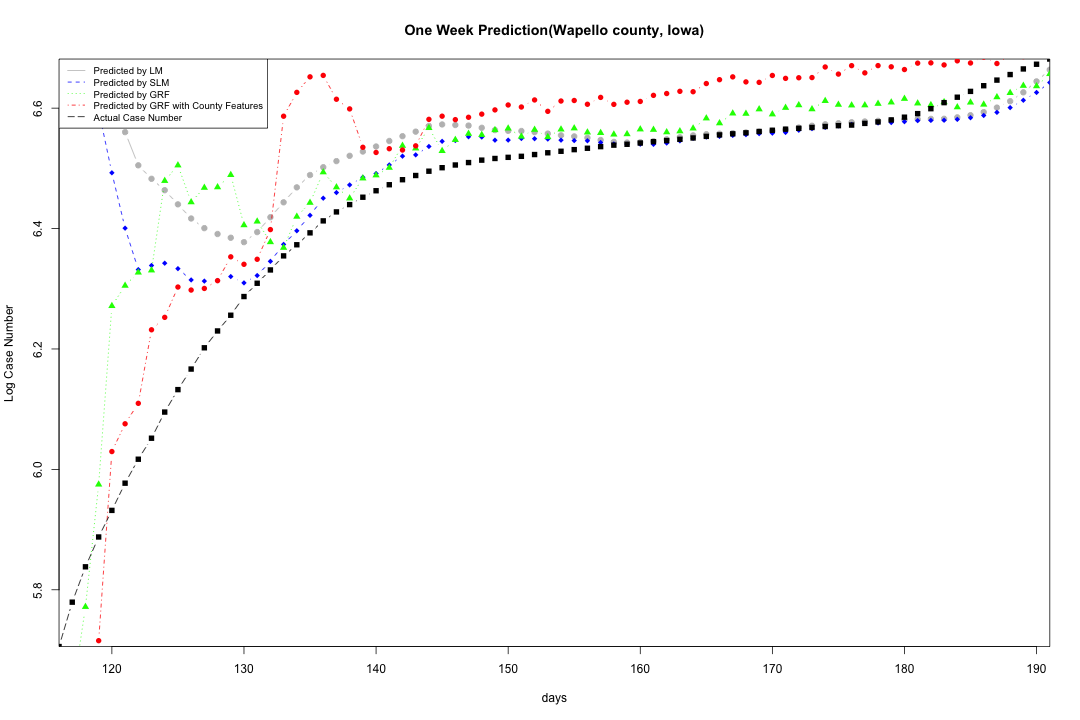 One Week Prediction(Wapello county, Iowa)
Predicted by LM
Predicted by SLM
Predicted by GRF
Predicted by GRF with County Features
Actual Case Number
Log Case Number
6.6
6.4
6.2
6.0
5.8
120 130 140 150 160 170 180 190
days